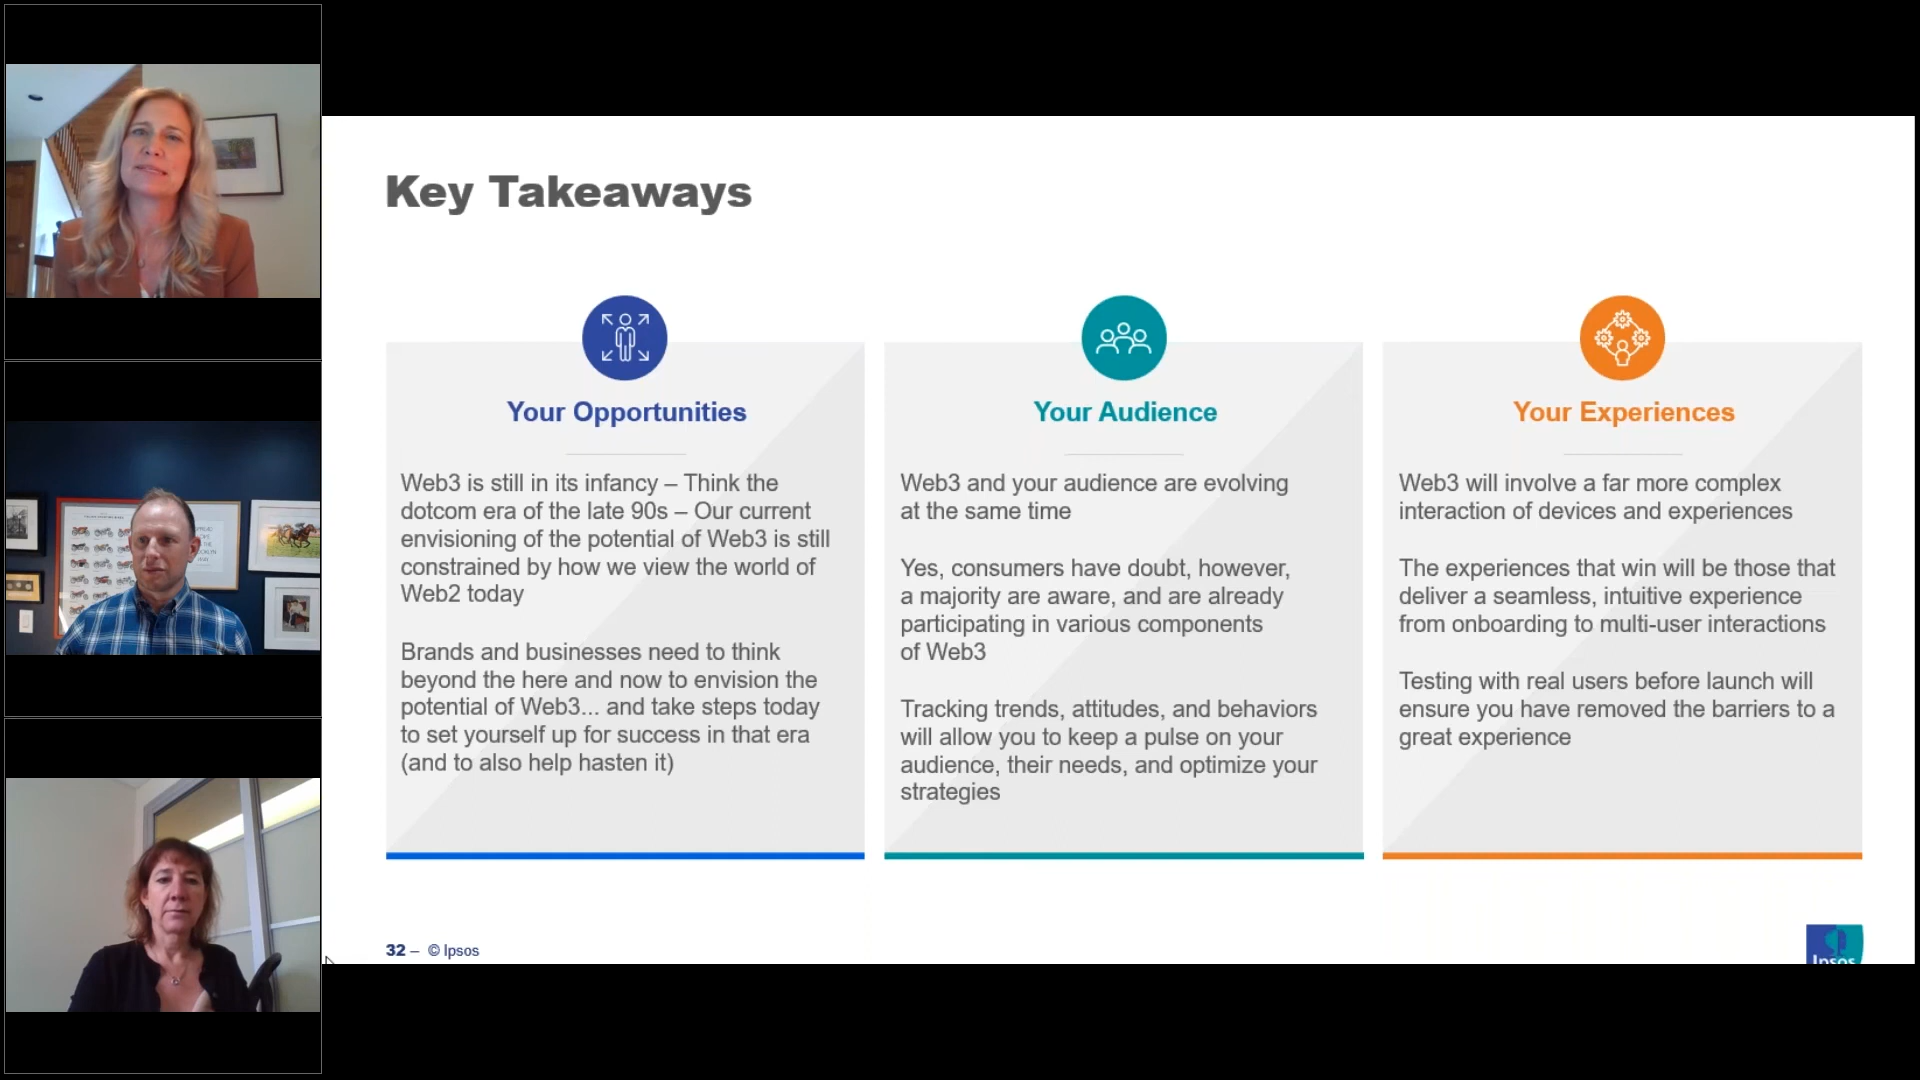 Key Takeaways
Your Opportunities
Web3 is still in its infancy – Think the
dotcom era of the late 90s – Our current
envisioning of the potential of Web3 is still
constrained by how we view the world of
Web2 today
Brands and businesses need to think
beyond the here and now to envision the
potential of Web3... and take steps today
to set yourself up for success in that era
(and to also help hasten it)
Your Audience
Web3 and your audience are evolving
at the same time
Yes, consumers have doubt, however,
a majority are aware, and are already
participating in various components
of Web3
Tracking trends, attitudes, and behaviors
will allow you to keep a pulse on your
audience, their needs, and optimize your
strategies
Your Experiences
Web3 will involve a far more complex
interaction of devices and experiences
The experiences that win will be those that
deliver a seamless, intuitive experience
from onboarding to multi-user interactions
Testing with real users before launch will
ensure you have removed the barriers to a
great experience
32 – © Ipsos
Ipsos